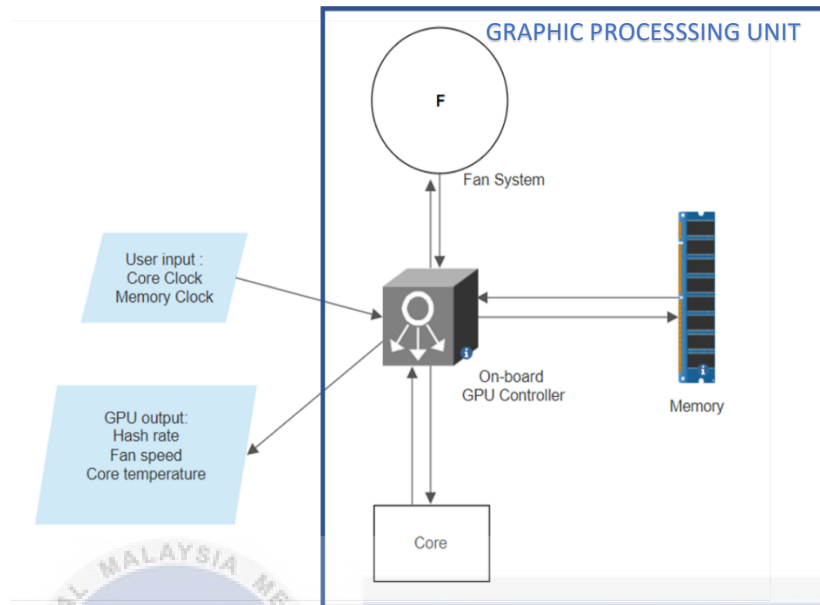 GRAPHIC PROCESSSING UNIT
F
Fan System
User input :
Core Clock
Memory Clock
On-board
GPU Controller
Memory
GPU output:
Hash rate
Fan speed
Core temperature
Core
MALAYSIA